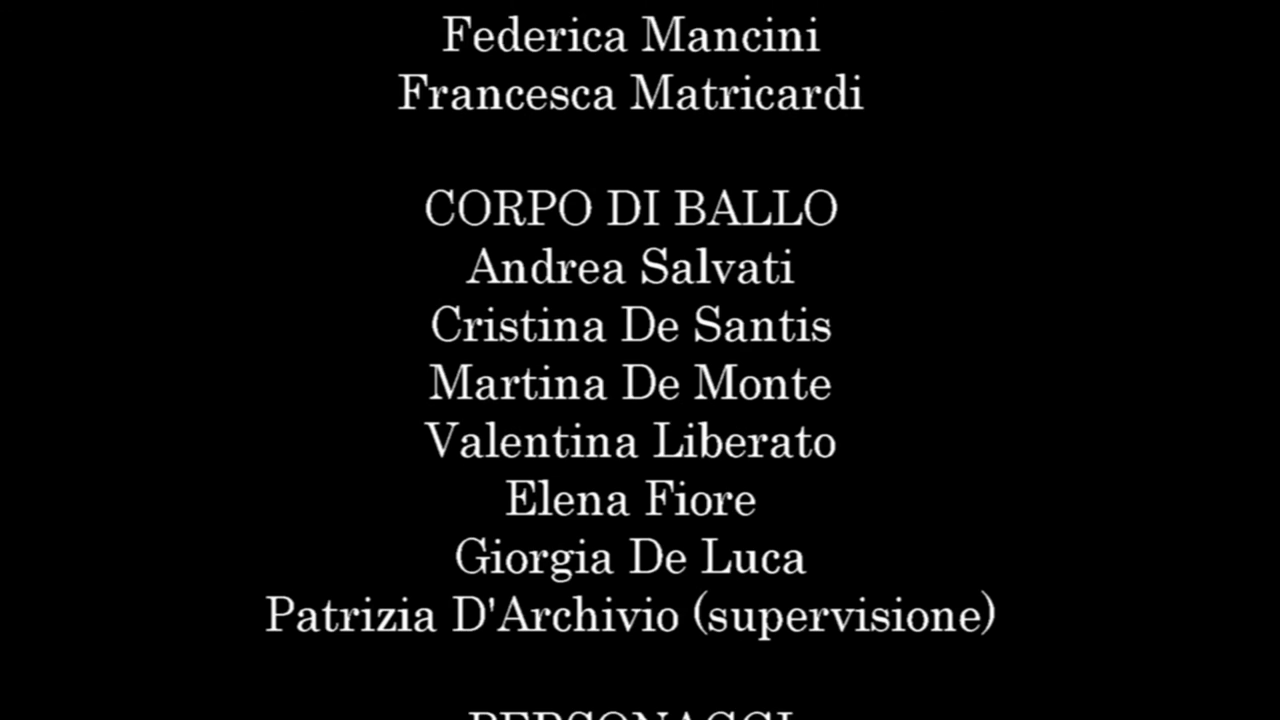 Federica Mancini
Francesca Matricardi
CORPO DI BALLO
Andrea Salvati
Cristina De Santis
Martina De Monte
Valentina Liberato
Elena Fiore
Giorgia De Luca
Patrizia D'Archivio (supervisione)
PERSONAGGI